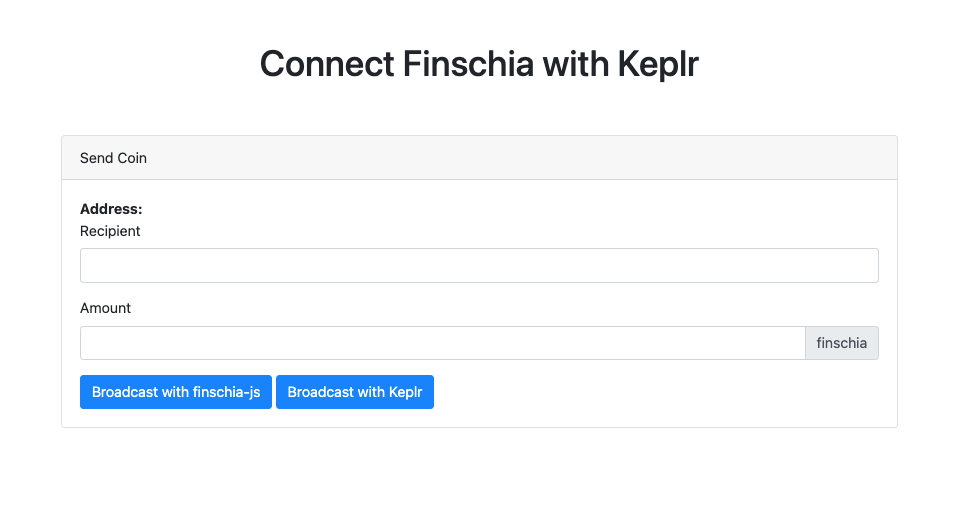 Connect Finschia with Keplr
Send Coin
Address:
Recipient
Amount
finschia
Broadcast with finschia-js Broadcast with Keplr